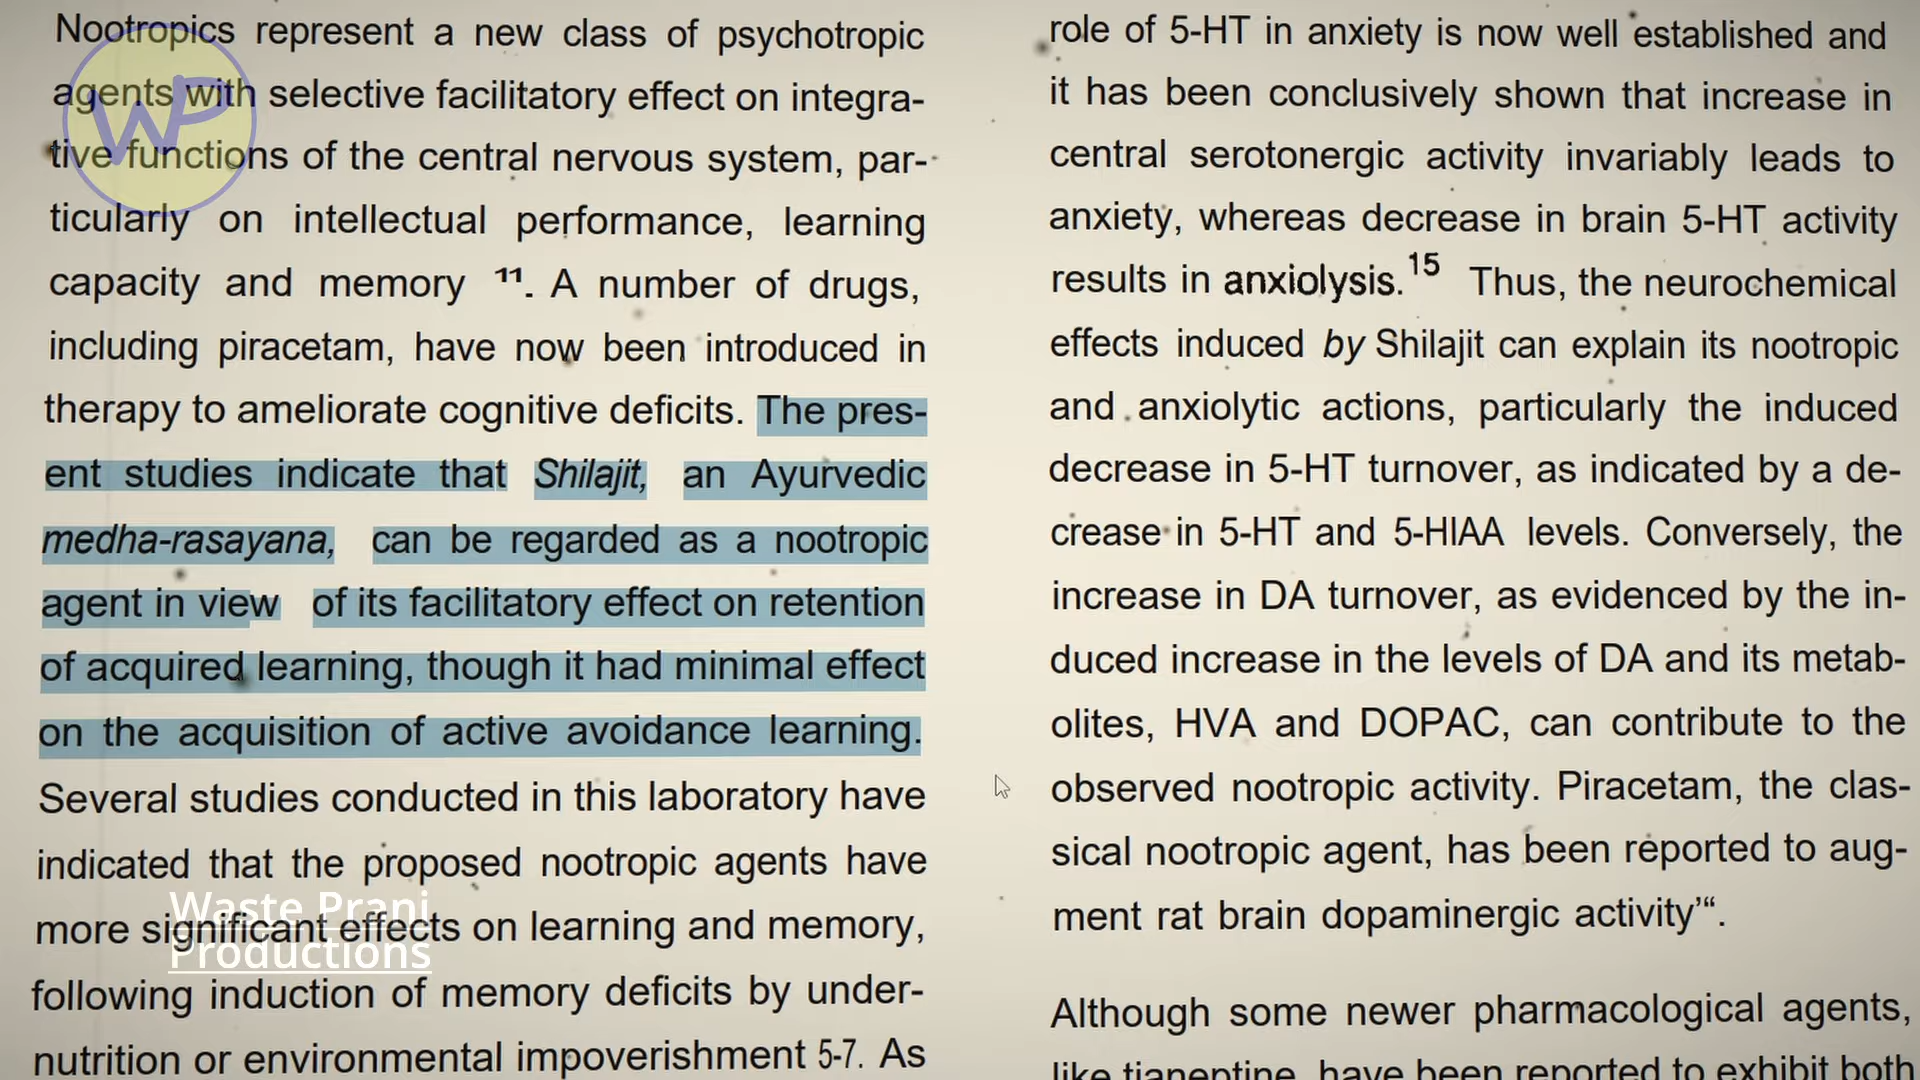 Nootropics represent a new class of psychotropic
agents with selective facilitatory effect on integra-
tive functions of the central nervous system, par-
ticularly on intellectual performance, learning
capacity and memory ¹¹. A number of drugs,
including piracetam, have now been introduced in
therapy to ameliorate cognitive deficits. The pres-
ent studies indicate that Shilajit, an Ayurvedic
medha-rasayana, can be regarded as a nootropic
agent in view of its facilitatory effect on retention
of acquired learning, though it had minimal effect
on the acquisition of active avoidance learning.
Several studies conducted in this laboratory have
indicated that the proposed nootropic agents have
more significant effects on learning and memory,
following induction of memory deficits by under-
nutrition or environmental impoverishment 5-7. As
role of 5-HT in anxiety is now well established and
it has been conclusively shown that increase in
central serotonergic activity invariably leads to
anxiety, whereas decrease in brain 5-HT activity
results in anxiolysis.¹⁵ Thus, the neurochemical
effects induced by Shilajit can explain its nootropic
and anxiolytic actions, particularly the induced
decrease in 5-HT turnover, as indicated by a de-
crease in 5-HT and 5-HIAA levels. Conversely, the
increase in DA turnover, as evidenced by the in-
duced increase in the levels of DA and its metab-
olites, HVA and DOPAC, can contribute to the
observed nootropic activity. Piracetam, the clas-
sical nootropic agent, has been reported to aug-
ment rat brain dopaminergic activity’“.
Although some newer pharmacological agents,
like tianeptine, have been reported to exhibit both
WP
Waste Prani
Productions